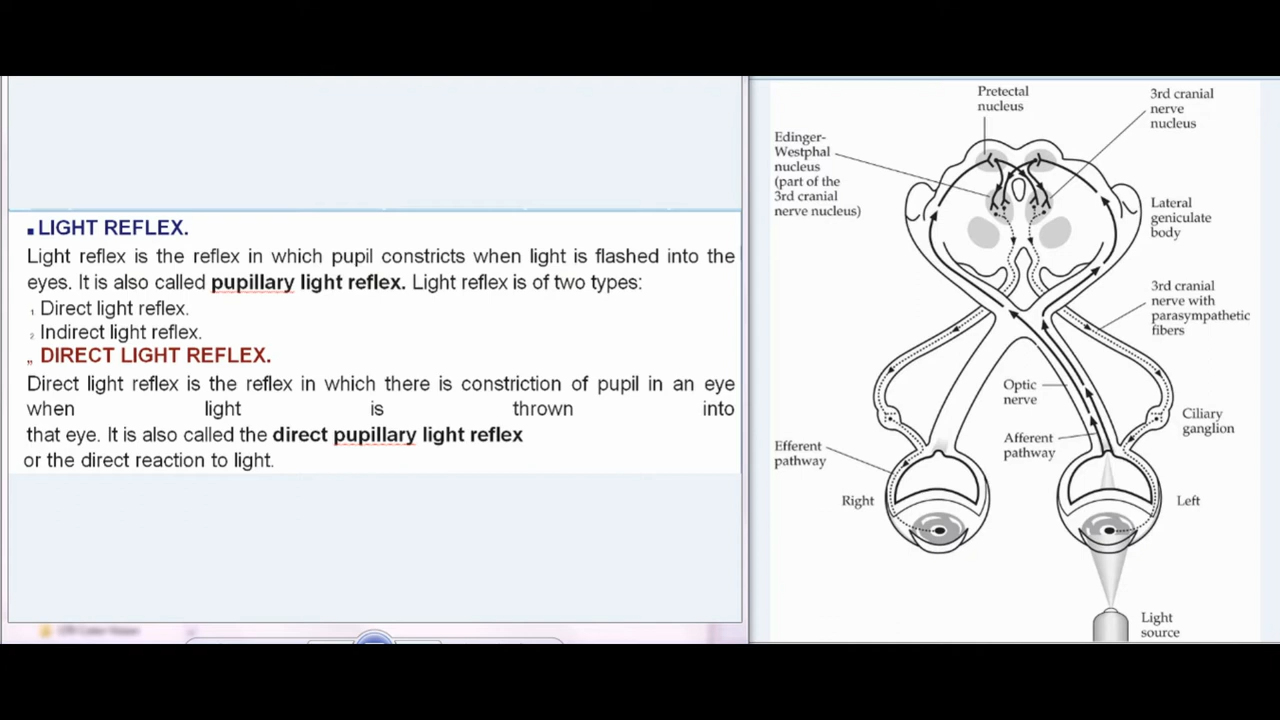 LIGHT REFLEX.
Light reflex is the reflex in which pupil constricts when light is flashed into the
eyes. It is also called pupillary light reflex. Light reflex is of two types:
1 Direct light reflex.
2 Indirect light reflex.
„ DIRECT LIGHT REFLEX.
Direct light reflex is the reflex in which there is constriction of pupil in an eye
when light is thrown into
that eye. It is also called the direct pupillary light reflex
or the direct reaction to light.
Pretectal
nucleus
3rd cranial
nerve
nucleus
Edinger-
Westphal
nucleus
(part of the
3rd cranial
nerve nucleus)
Lateral
geniculate
body
3rd cranial
nerve with
parasympathetic
fibers
Optic
nerve
Ciliary
ganglion
Afferent
pathway
Efferent
pathway
Right
Left
Light
source